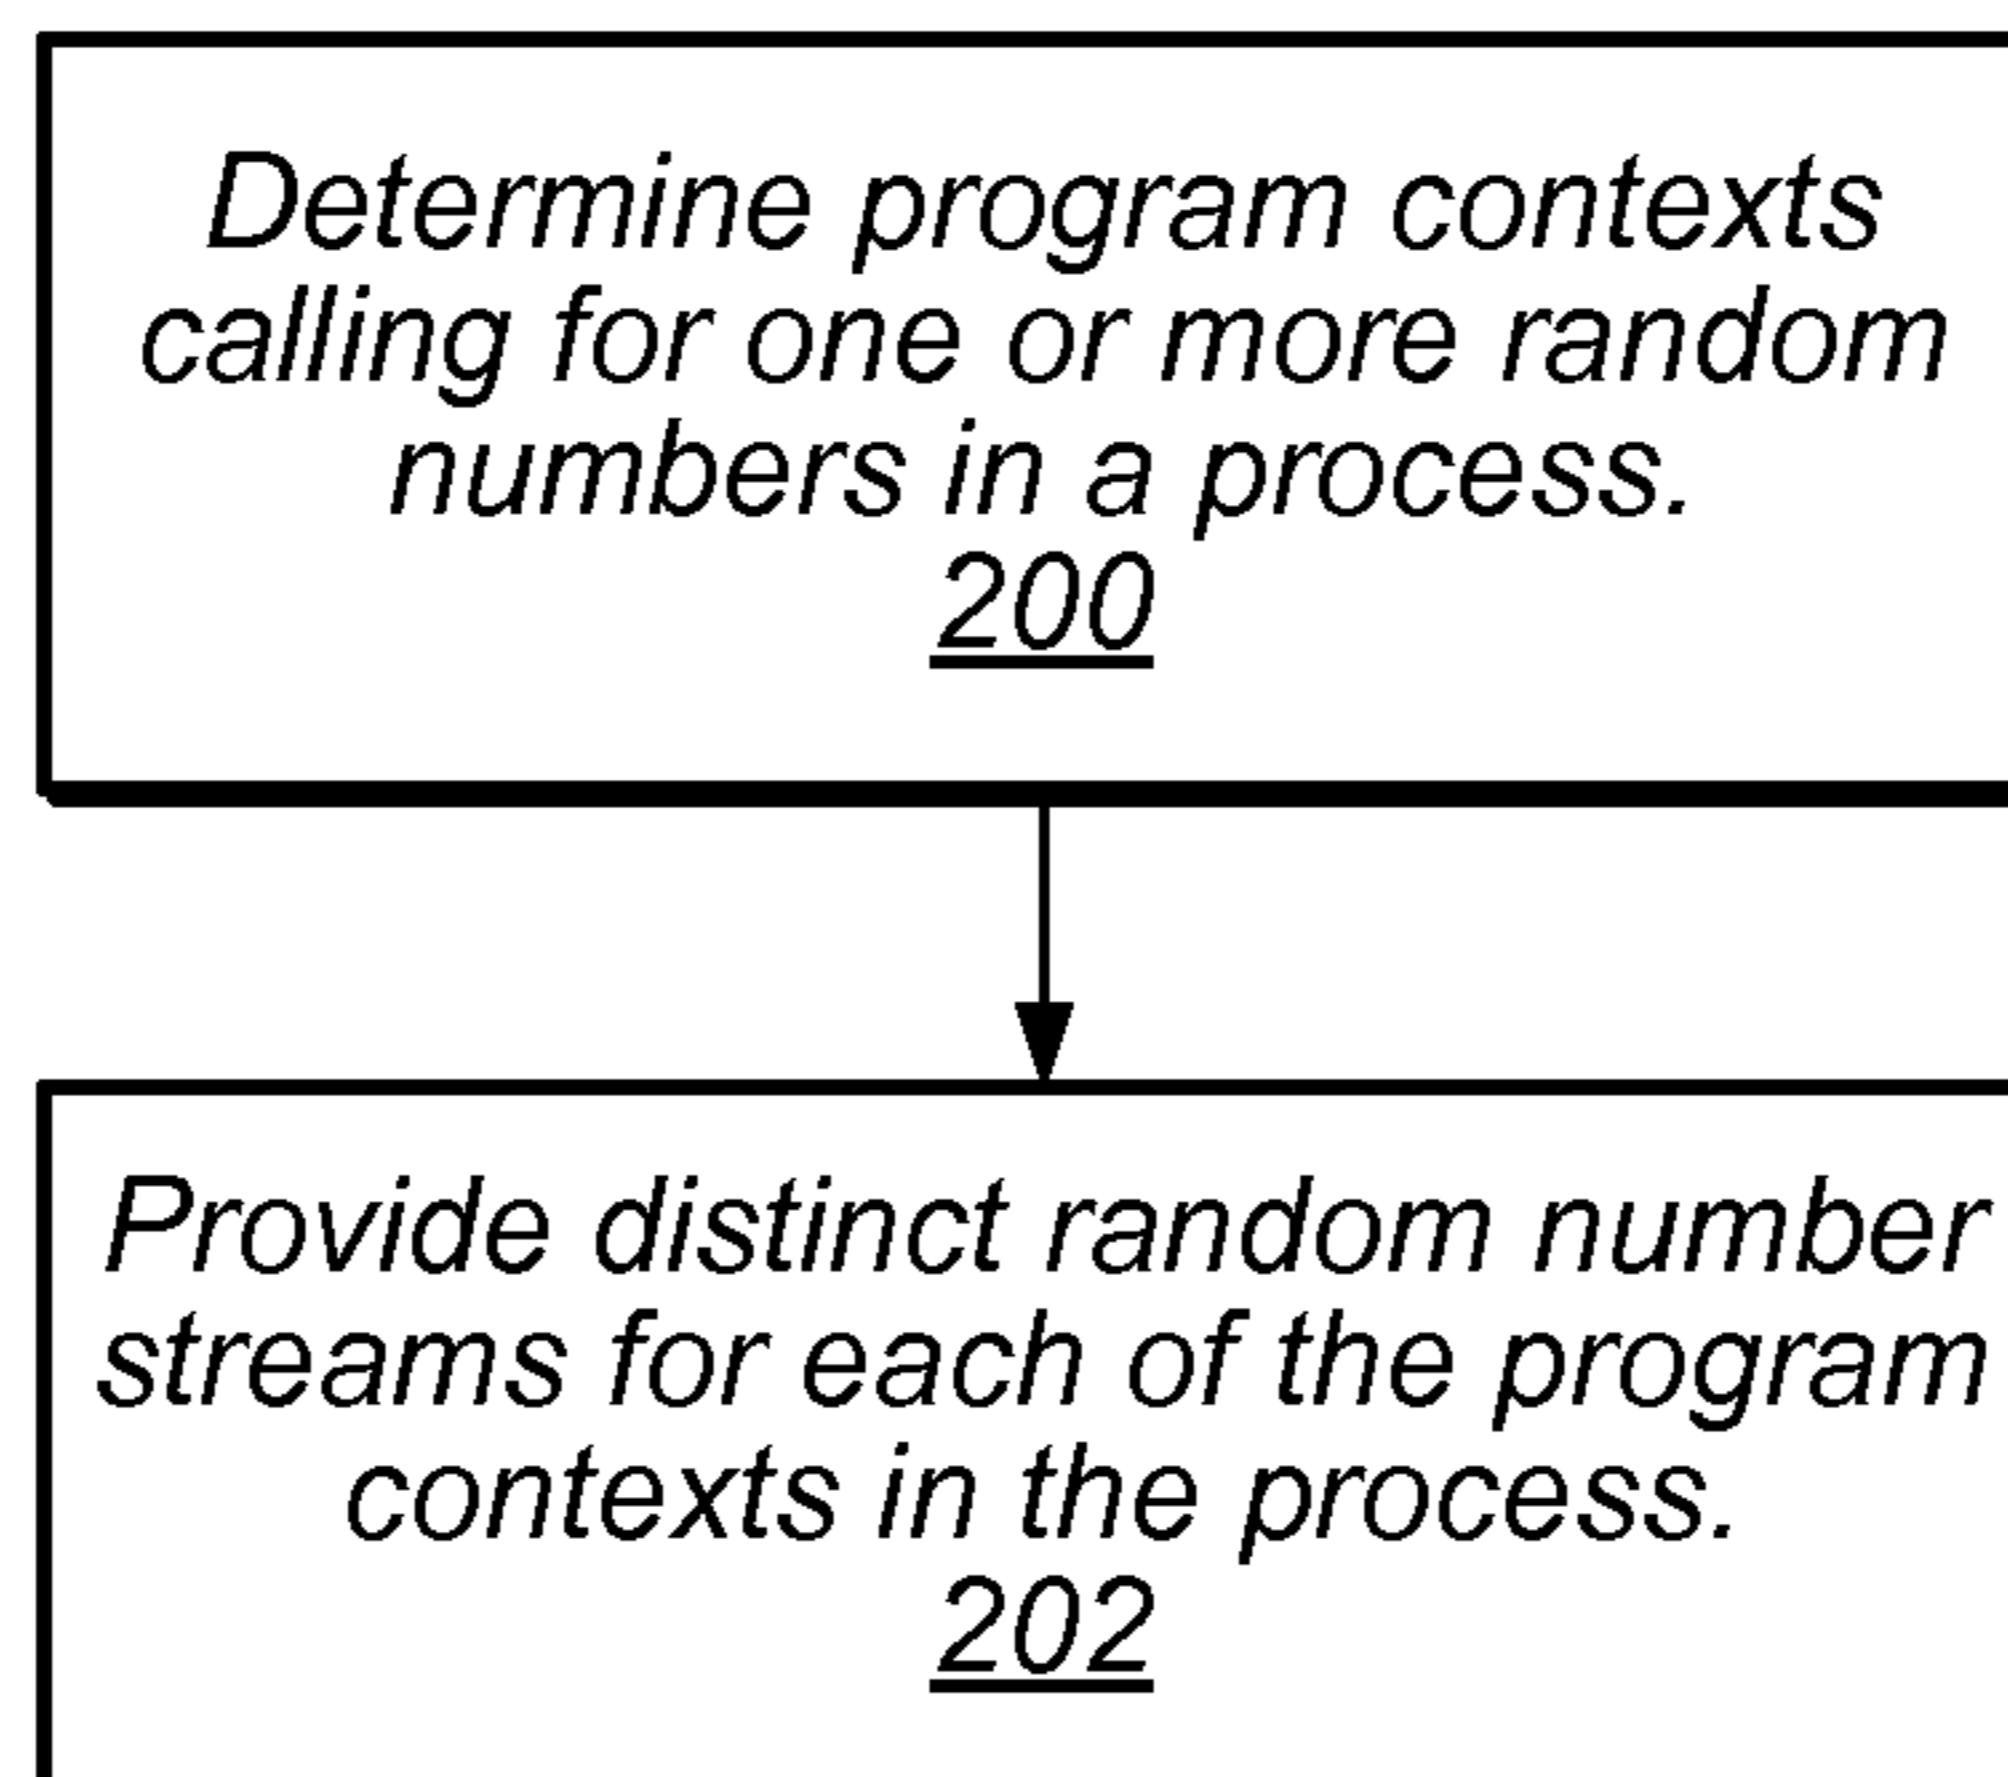 Determine program contexts
calling for one or more random
numbers in a process.
200
Provide distinct random number
streams for each of the program
contexts in the process.
202